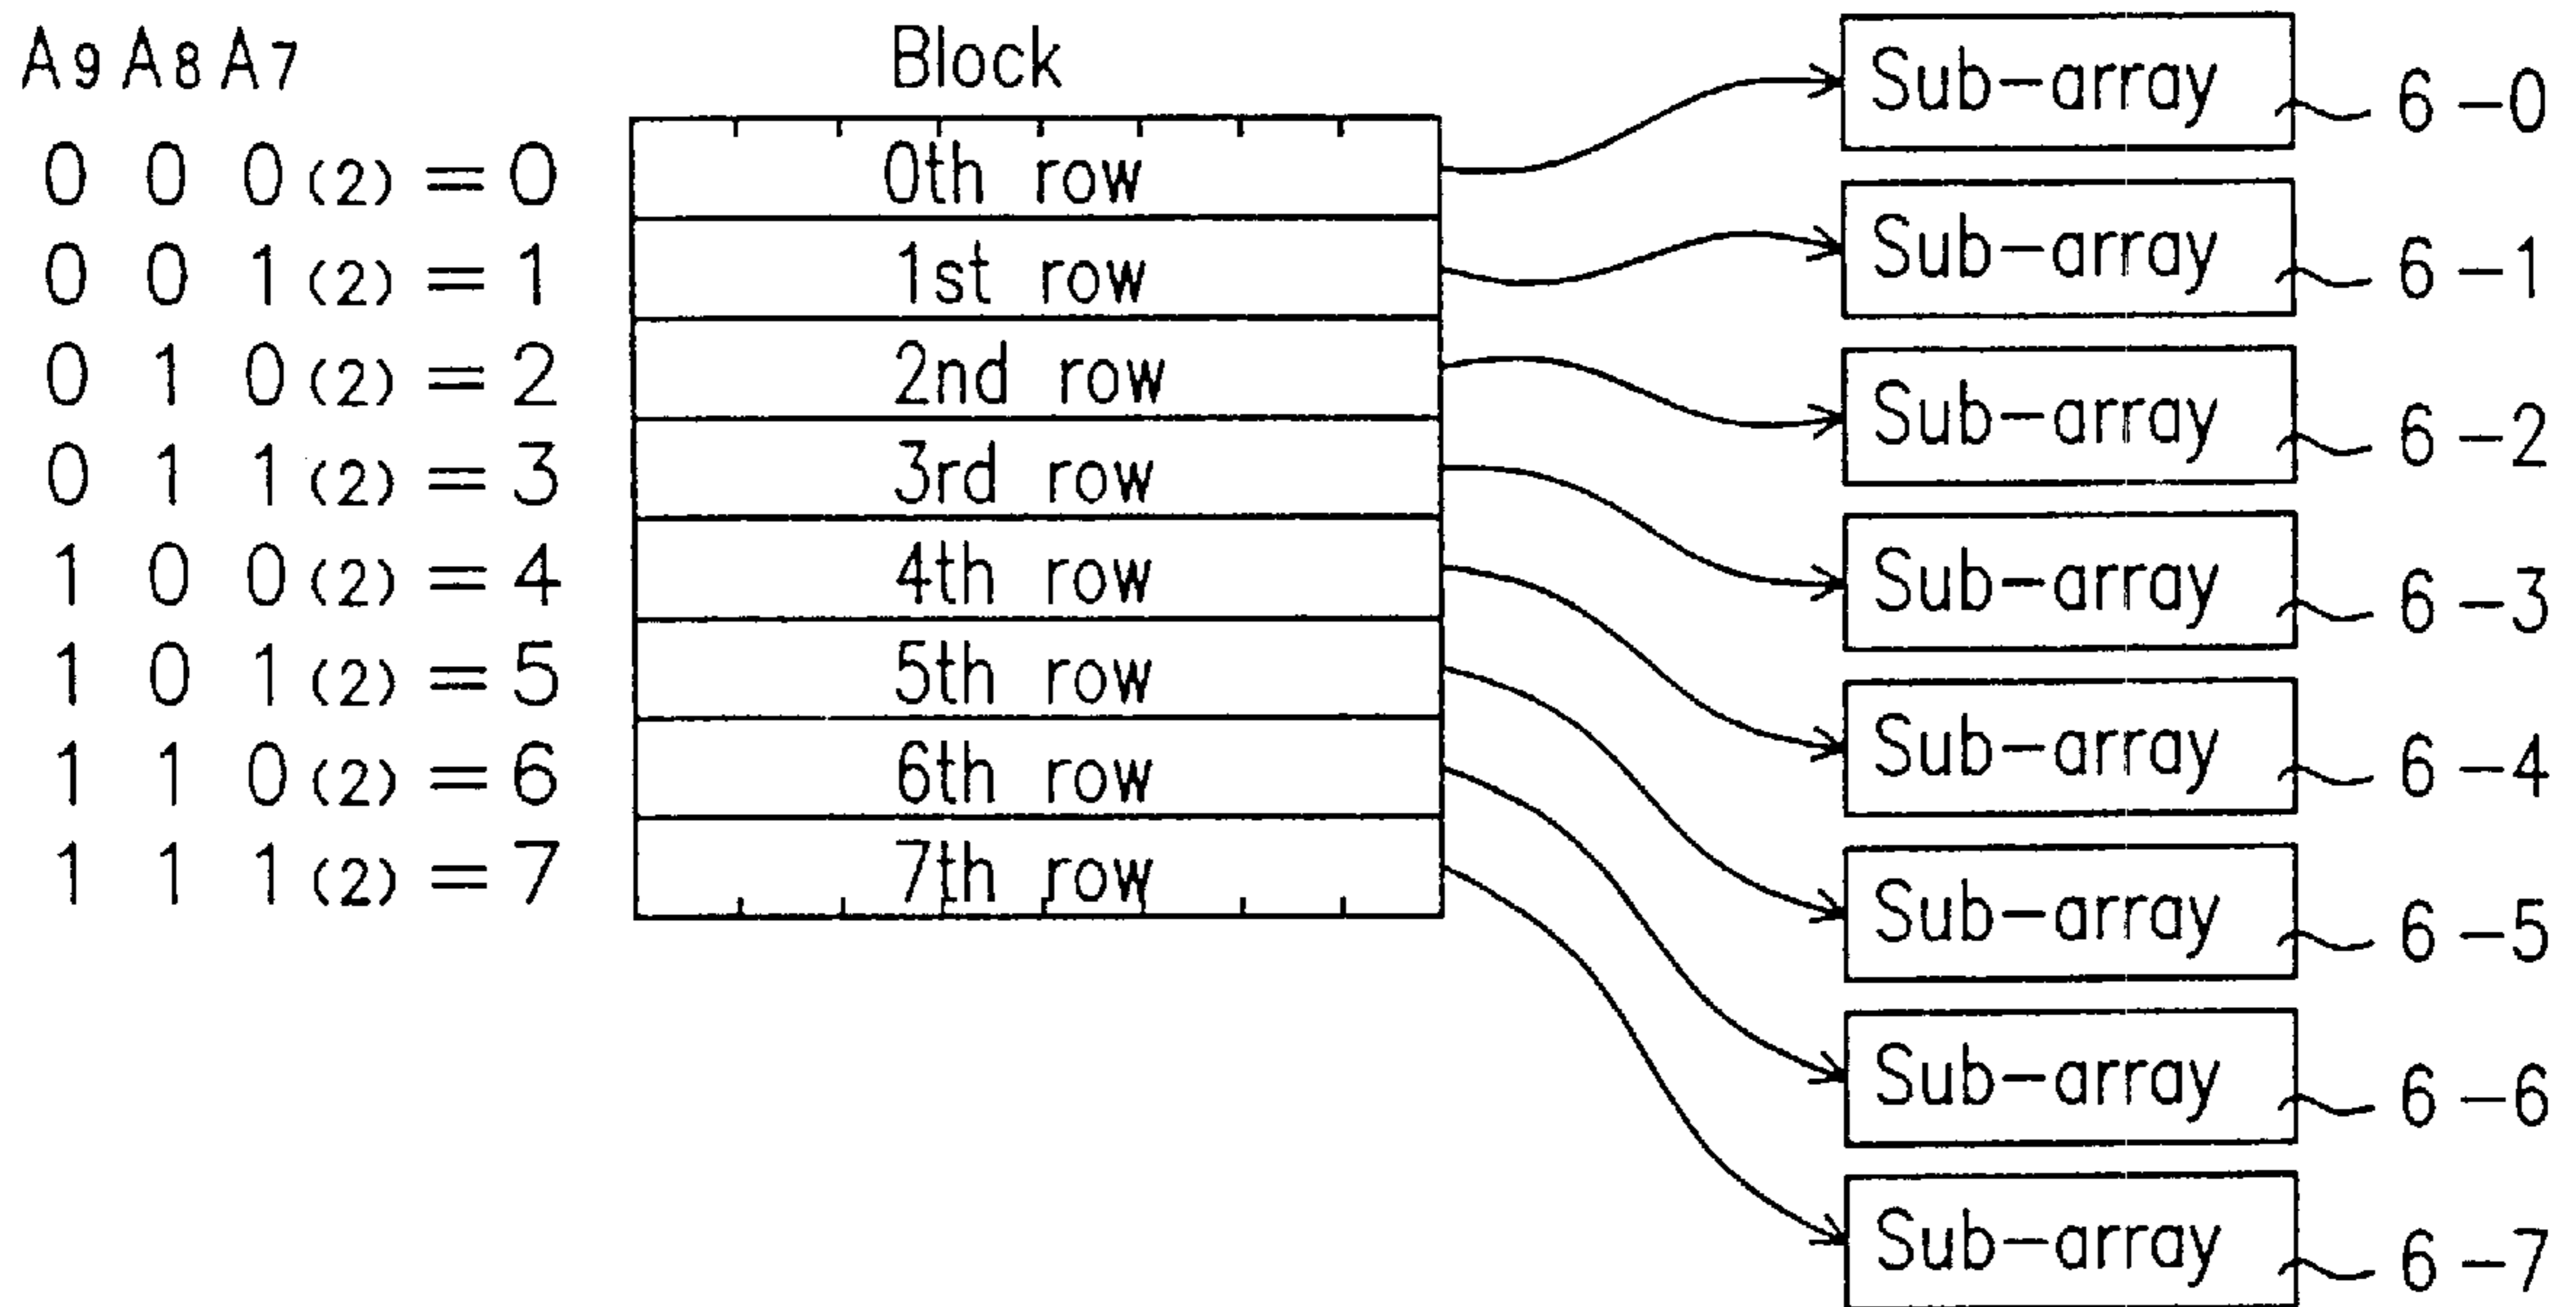 A9 A8 A7 Block
0 0 0 (2) = 0 0th row
0 0 1 (2) = 1 1st row
0 1 0 (2) = 2 2nd row
0 1 1 (2) = 3 3rd row
1 0 0 (2) = 4 4th row
1 0 1 (2) = 5 5th row
1 1 0 (2) = 6 6th row
1 1 1 (2) = 7 7th row
Sub-array 6-0
Sub-array 6-1
Sub-array 6-2
Sub-array 6-3
Sub-array 6-4
Sub-array 6-5
Sub-array 6-6
Sub-array 6-7